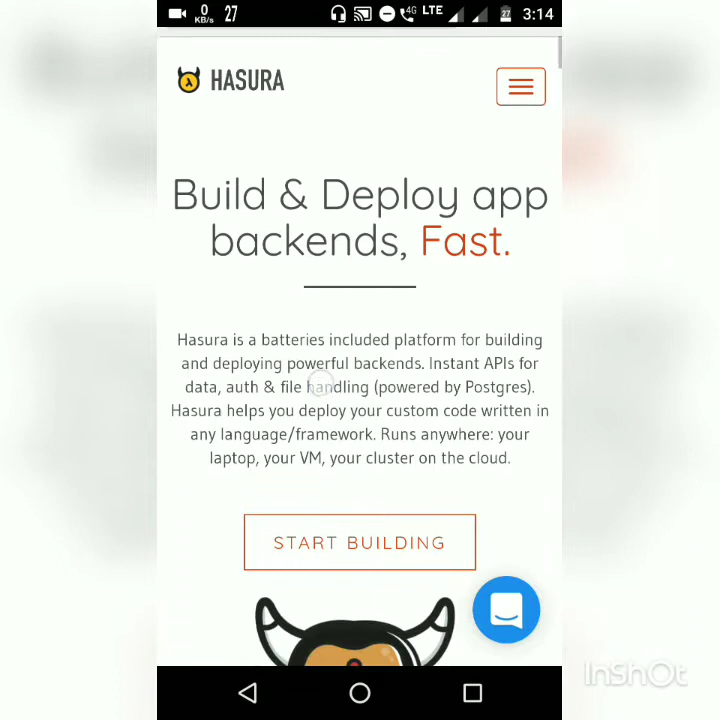 0
KB/s
27
4G
LTE
27
3:14
HASURA
Build & Deploy app
backends, Fast.
Hasura is a batteries included platform for building
and deploying powerful backends. Instant APIs for
data, auth & file handling (powered by Postgres).
Hasura helps you deploy your custom code written in
any language/framework. Runs anywhere: your
laptop, your VM, your cluster on the cloud.
START BUILDING
InShOt